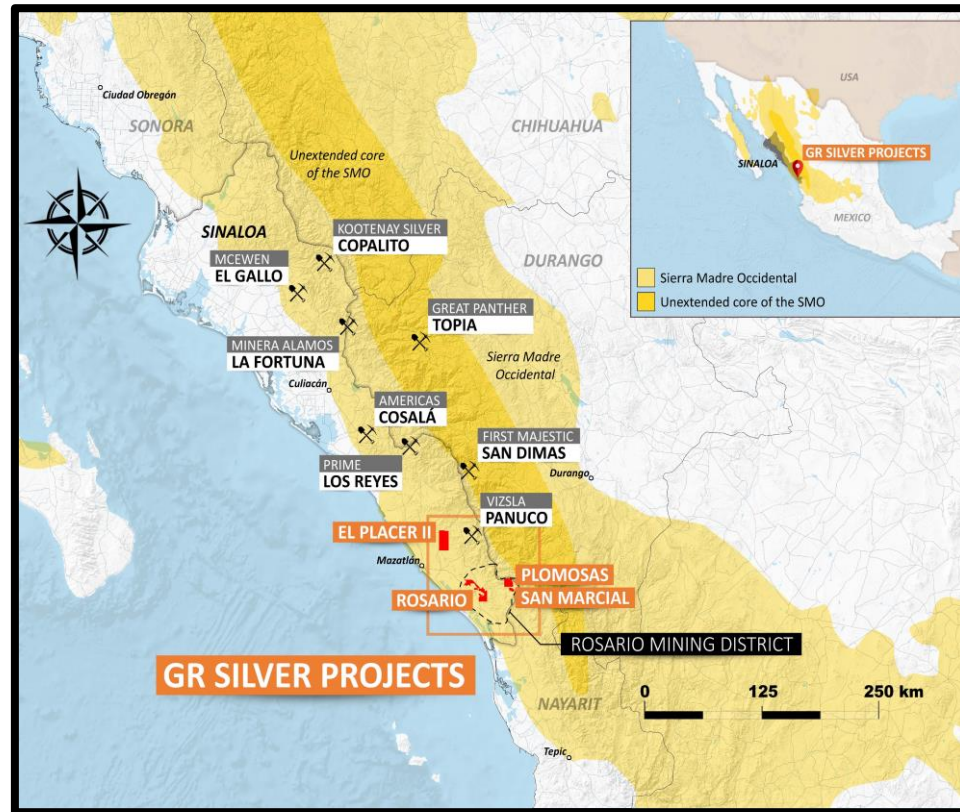 Ciudad Obregón
SONORA
CHIHUAHUA
Unextended core
of the SMO
USA
GR SILVER PROJECTS
SINALOA
MEXICO
Sierra Madre Occidental
Unextended core of the SMO
SINALOA
KOOTENAY SILVER
COPALITO
DURANGO
MCEWEN
EL GALLO
GREAT PANTHER
TOPIA
MINERA ALAMOS
LA FORTUNA
Sierra Madre
Occidental
Culiacán
AMERICAS
COSALÁ
FIRST MAJESTIC
SAN DIMAS
PRIME
LOS REYES
Durango
VIZSLA
PANUCO
EL PLACER II
Mazatlán
PLOMOSAS
ROSARIO
SAN MARCIAL
ROSARIO MINING DISTRICT
GR SILVER PROJECTS
NAYARIT
0 125 250 km
Tepic